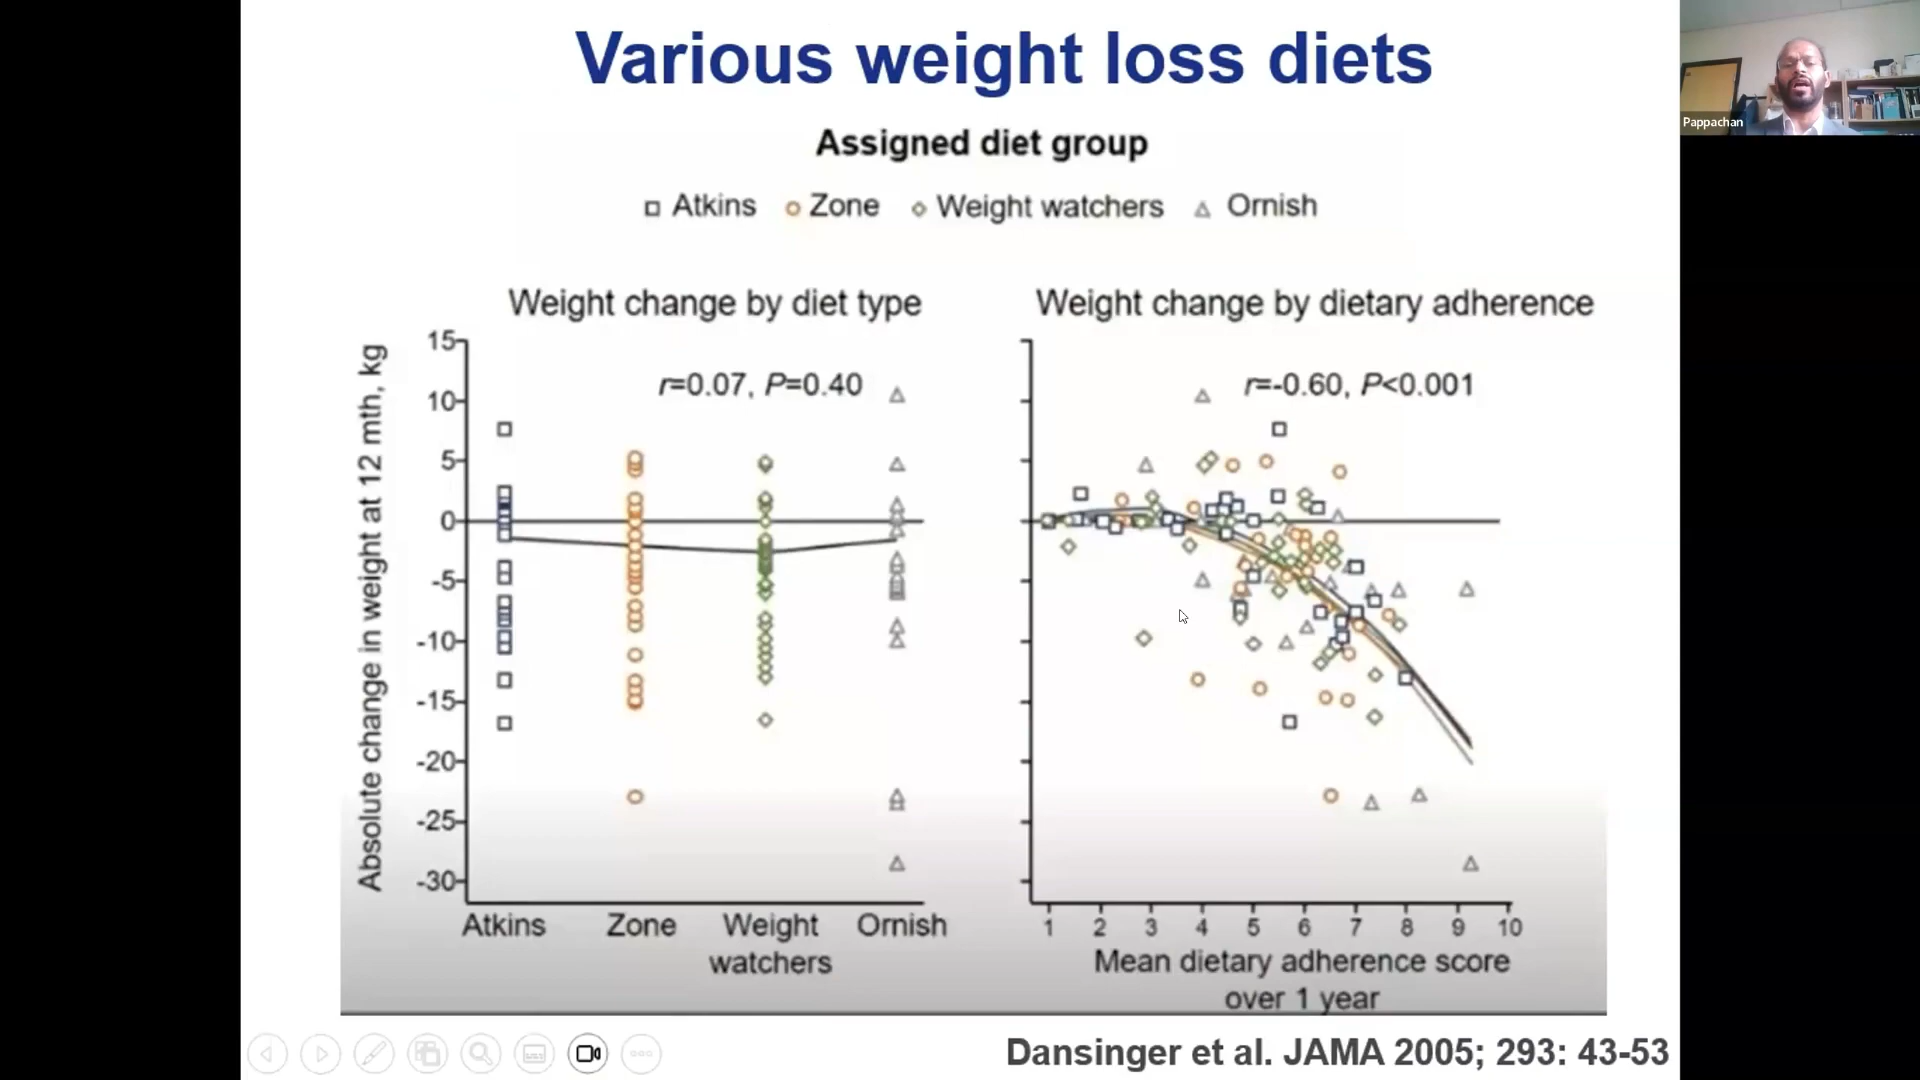 Various weight loss diets
Pappachan
Assigned diet group
Atkins Zone Weight watchers Ornish
Weight change by diet type
Weight change by dietary adherence
Absolute change in weight at 12 mth, kg
15
10
5
0
-5
-10
-15
-20
-25
-30
r=0.07, P=0.40
r=-0.60, P<0.001
Atkins Zone Weight watchers Ornish
1 2 3 4 5 6 7 8 9 10
Mean dietary adherence score
over 1 year
Dansinger et al. JAMA 2005; 293: 43-53